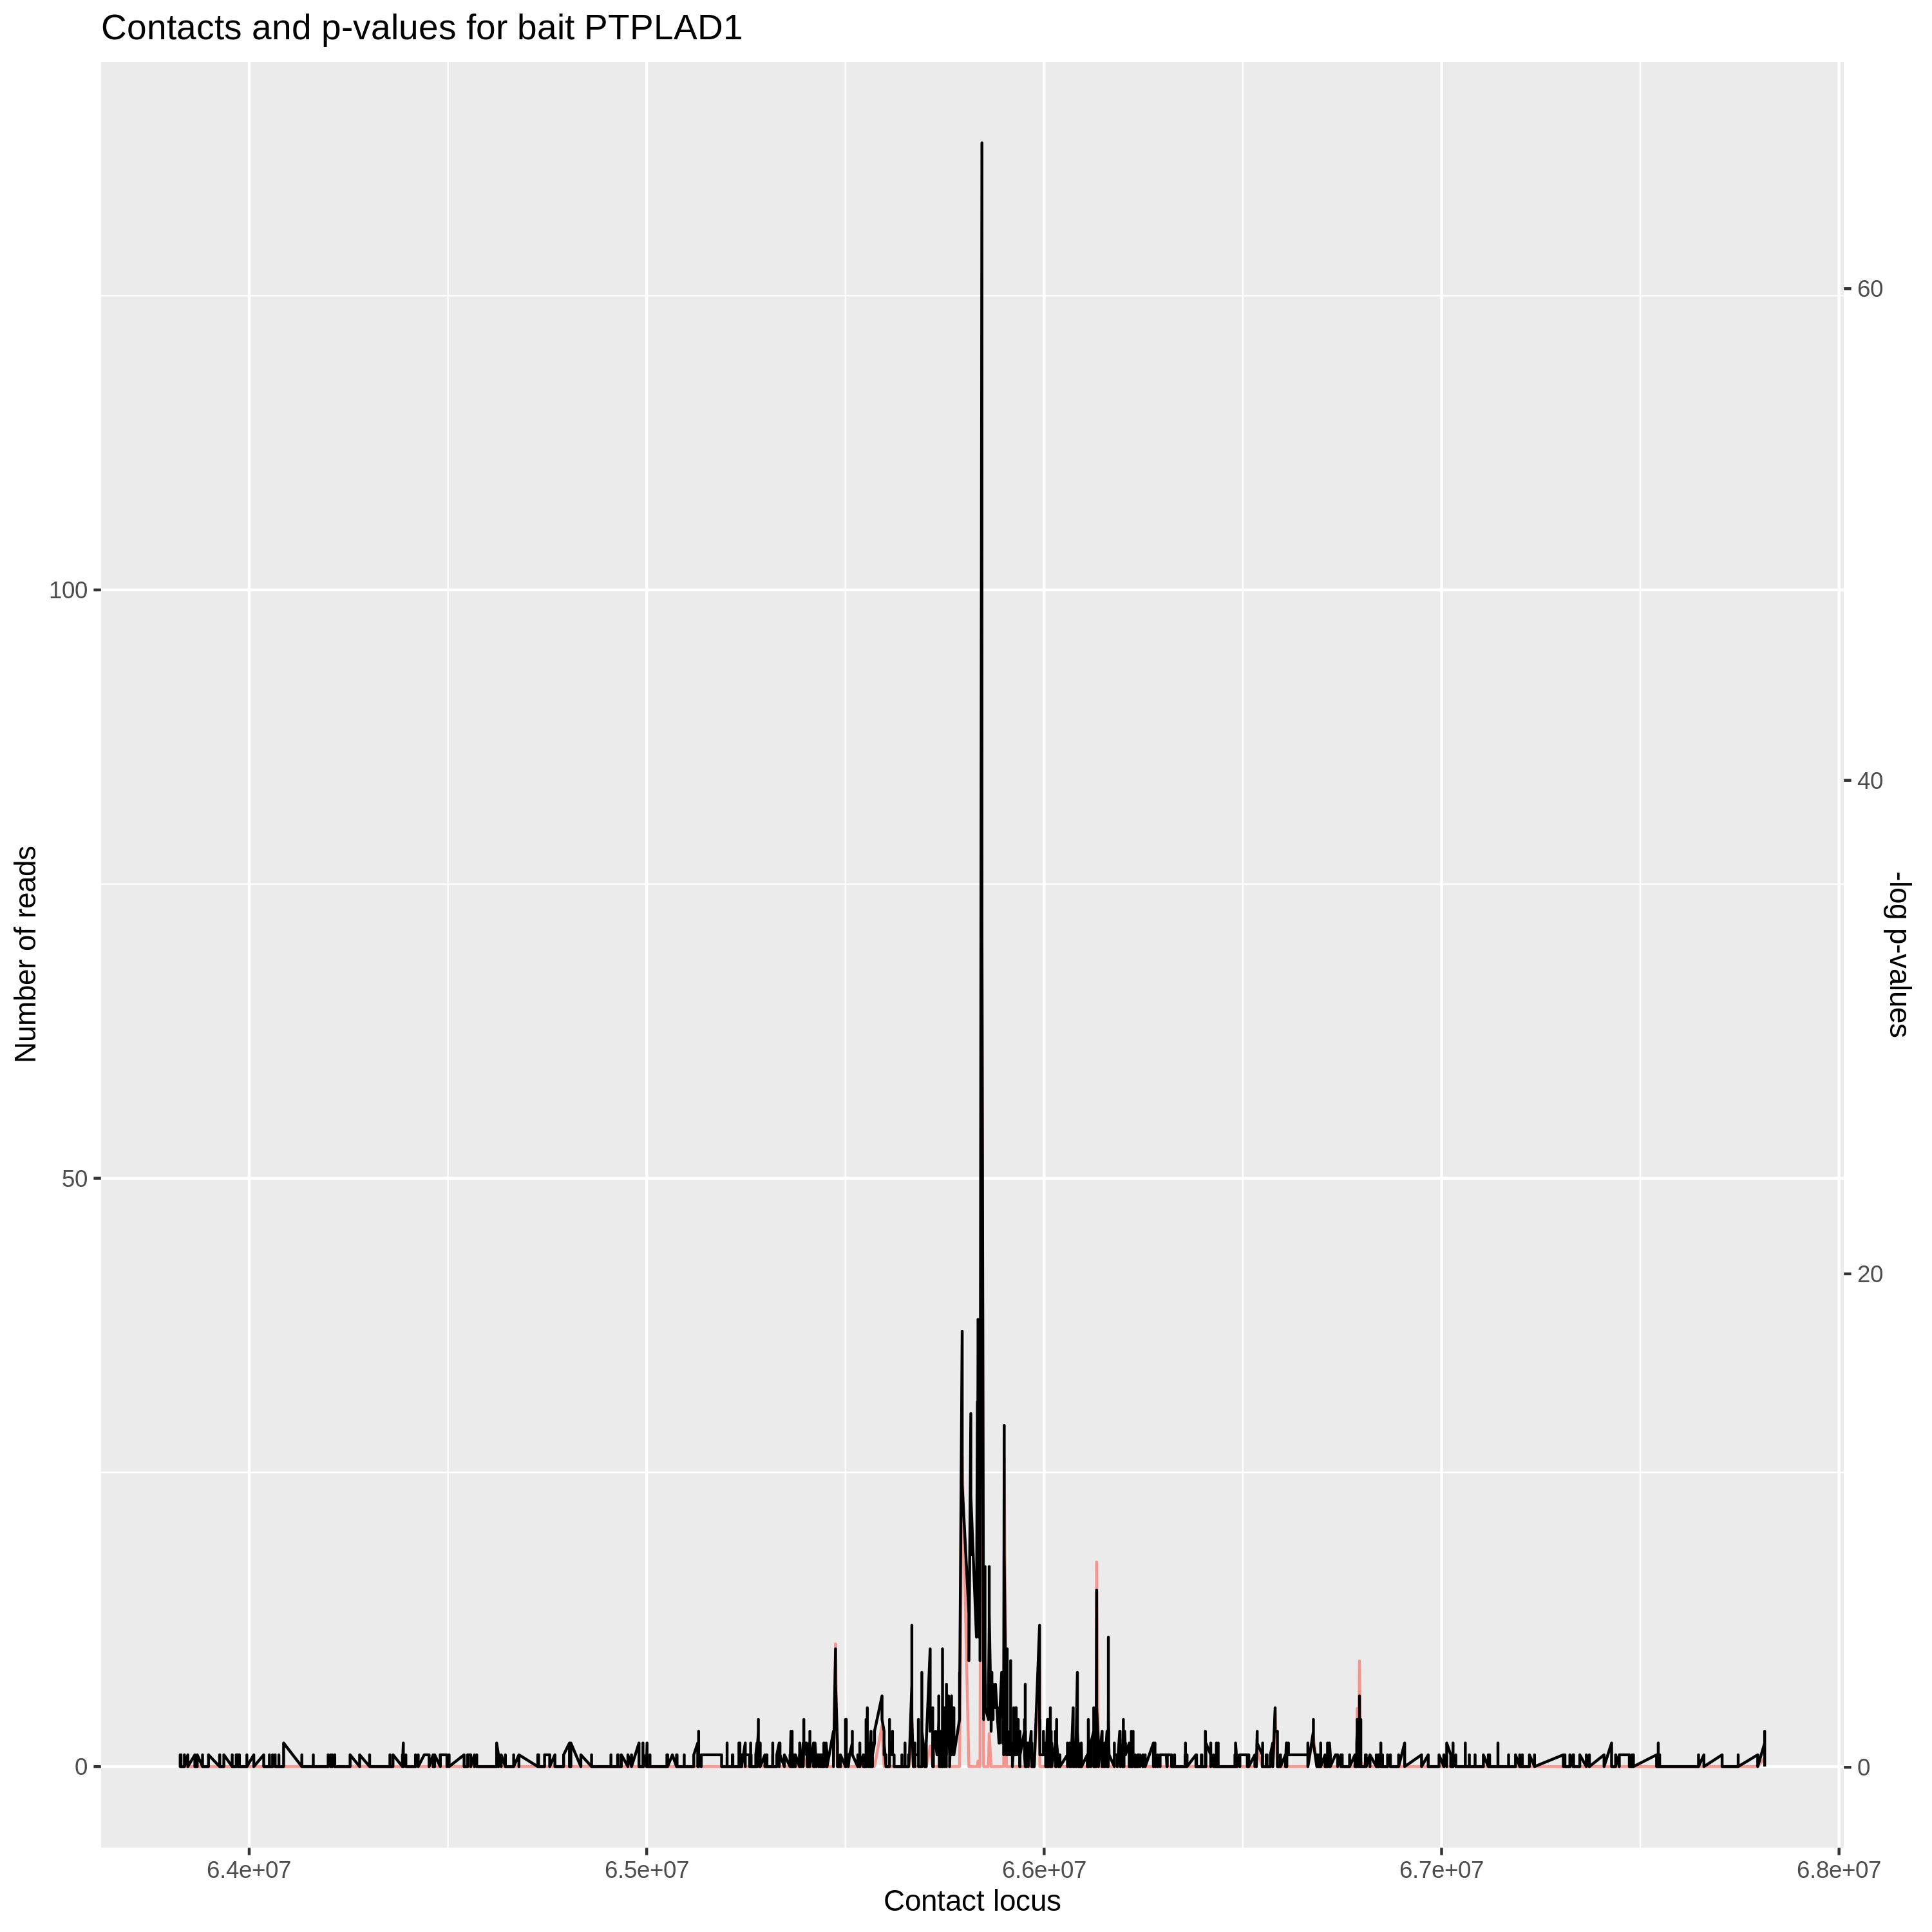 Contacts and p-values for bait PTPLAD1
Number of reads
100
50
0
60
40
20
0
-log p-values
6.4e+07 6.5e+07 6.6e+07 6.7e+07 6.8e+07
Contact locus